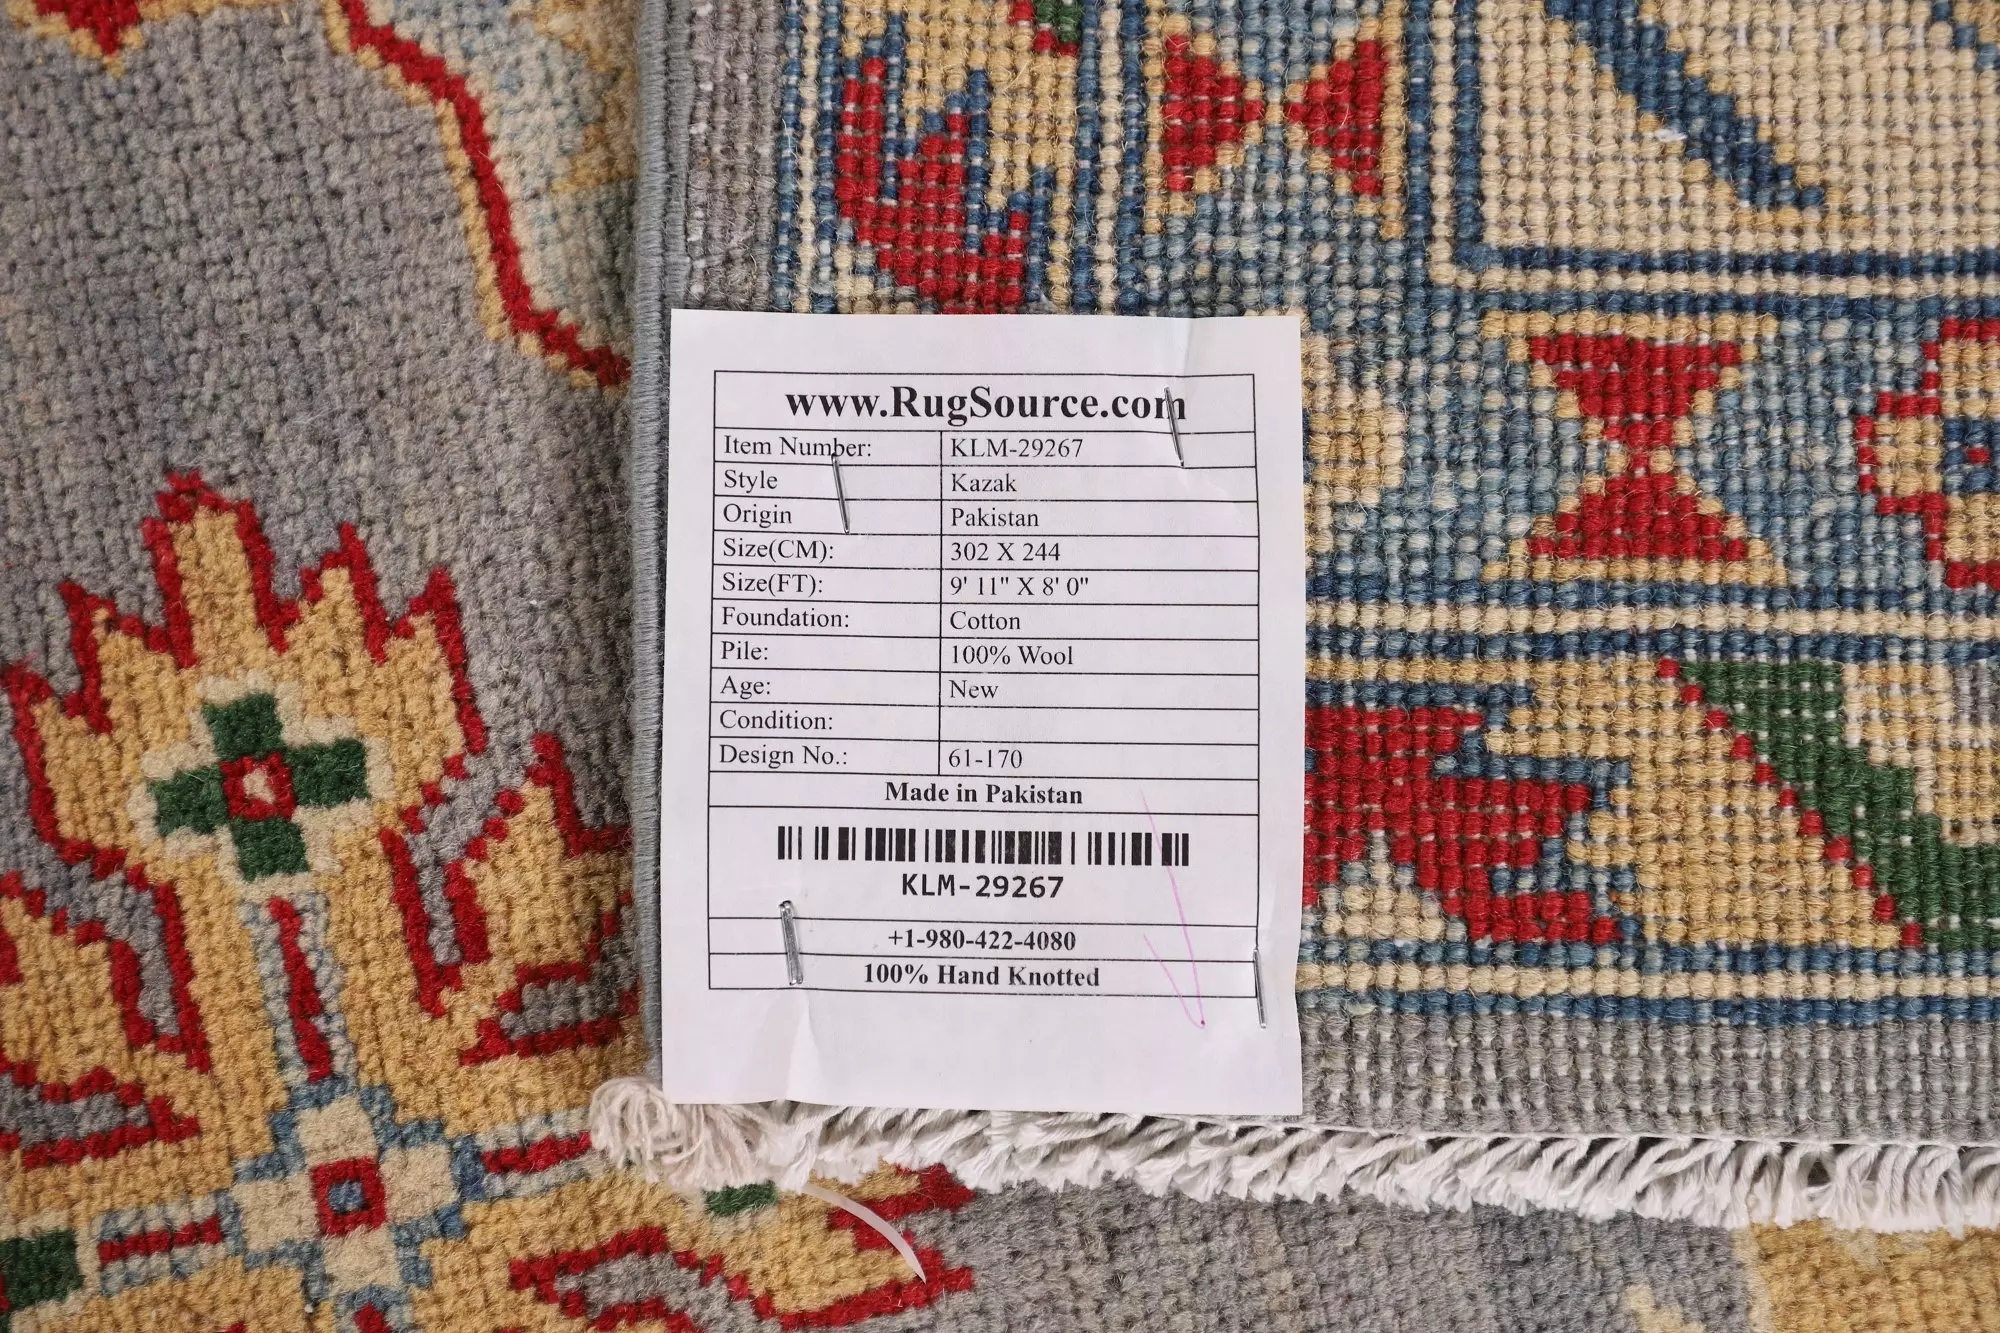 www.RugSource.com
Item Number: KLM-29267
Style Kazak
Origin Pakistan
Size(CM): 302 X 244
Size(FT): 9' 11" X 8' 0"
Foundation: Cotton
Pile: 100% Wool
Age: New
Condition:
Design No.: 61-170
Made in Pakistan
KLM-29267
+1-980-422-4080
100% Hand Knotted